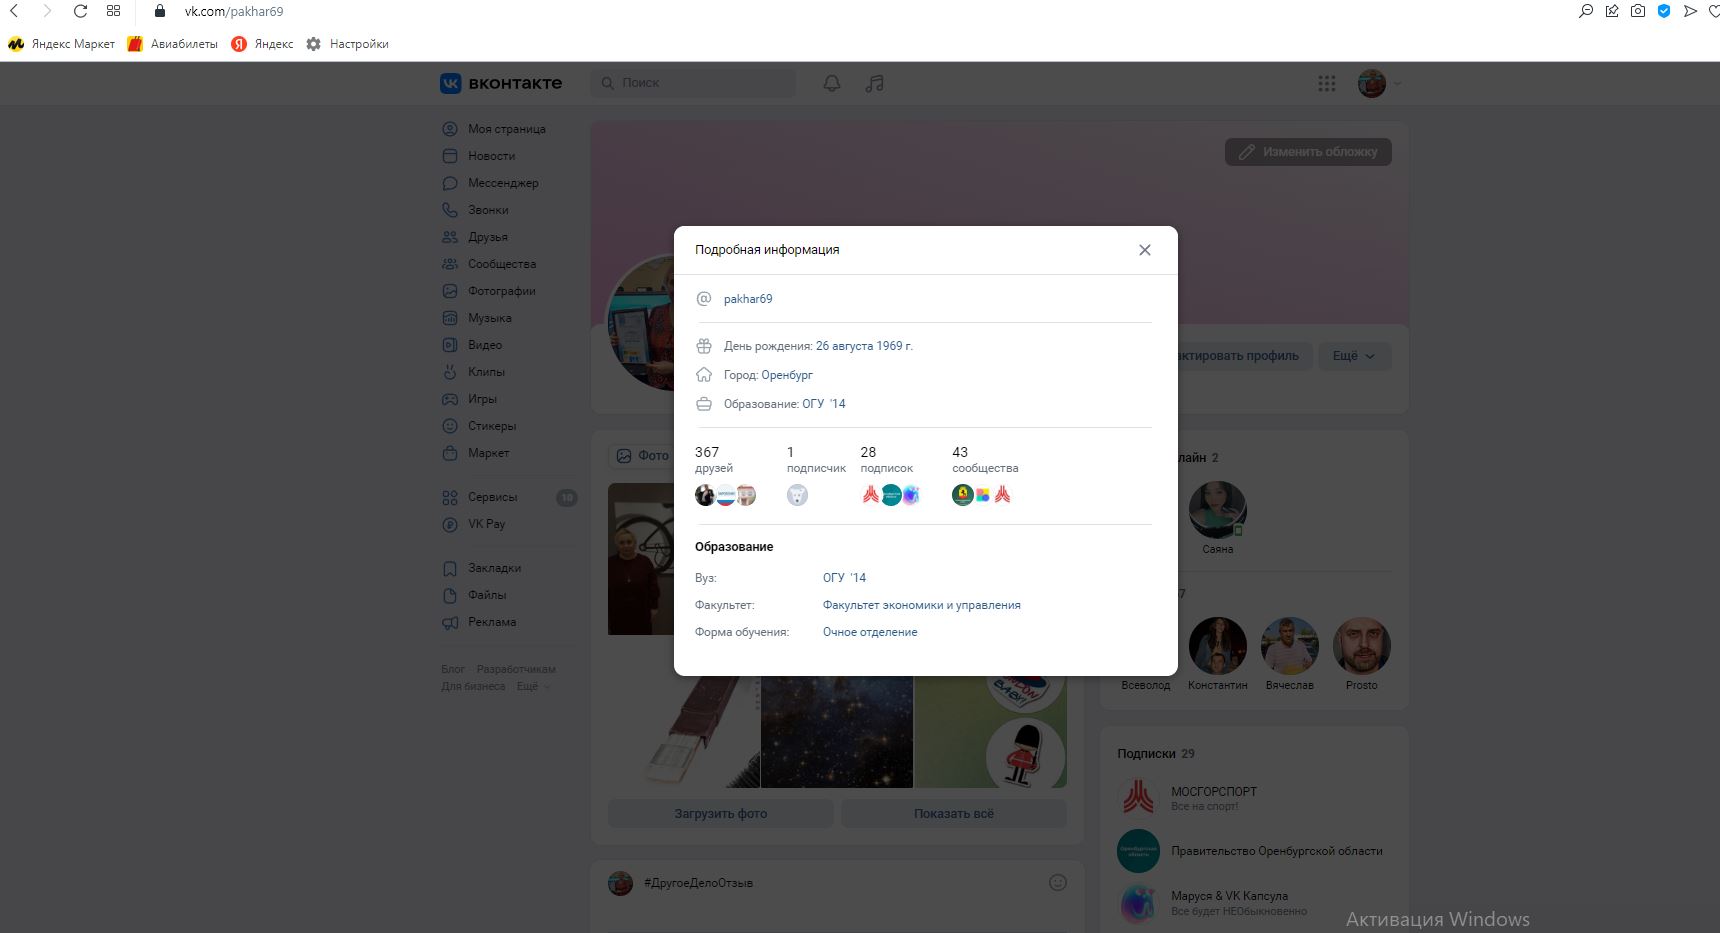 vk.com/pakhar69
Яндекс Маркет
Авиабилеты
Яндекс
Настройки
ВКОНТАКТЕ
Поиск
Моя страница
Новости
Мессенджер
Звонки
Друзья
Сообщества
Фотографии
Музыка
Видео
Клипы
Игры
Стикеры
Маркет
Сервисы 10
VK Pay
Закладки
Файлы
Реклама
Блог Разработчикам
Для бизнеса Ещё
Изменить обложку
Подробная информация
pakhar69
День рождения: 26 августа 1969 г.
Город: Оренбург
Образование: ОГУ '14
367
друзей
1
подписчик
28
подписок
43
сообщества
Образование
Вуз: ОГУ '14
Факультет: Факультет экономики и управления
Форма обучения: Очное отделение
актировать профиль
Ещё
Фото
лайн 2
Саяна
7
Всеволод
Константин
Вячеслав
Prosto
BABY!
Загрузить фото
Показать всё
Подписки 29
МОСГОРСПОРТ
Все на спорт!
Оренбургская
область
Правительство Оренбургской области
Маруся & VK Капсула
Все будет НЕОбыкновенно
#ДругоеДелоОтзыв
Активация Windows